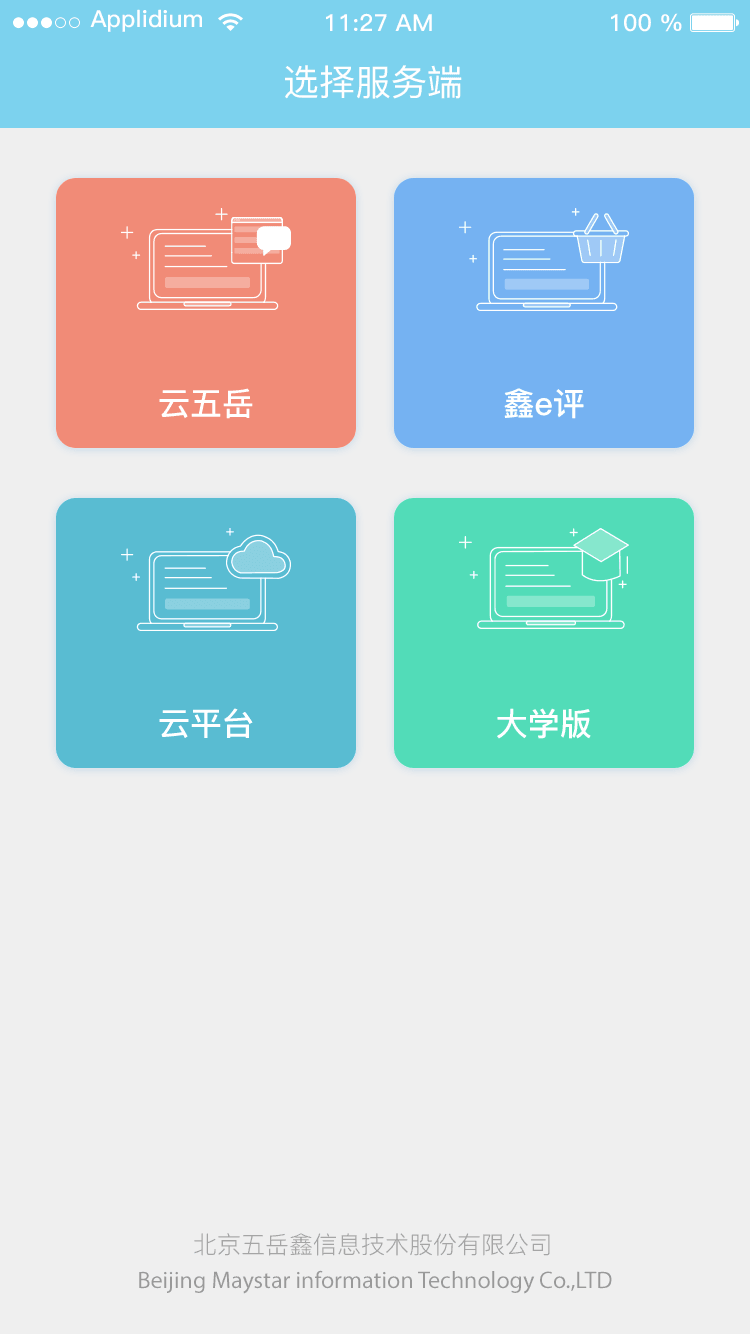 Applidium 11:27 AM 100 %
选择服务端
云五岳 鑫e评
云平台 大学版
北京五岳鑫信息技术股份有限公司
Beijing Maystar information Technology Co.,LTD